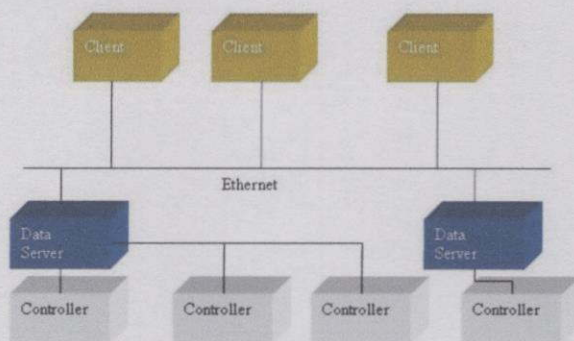 Client
Client
Client
Ethernet
Data
Server
Data
Server
Controller
Controller
Controller
Controller